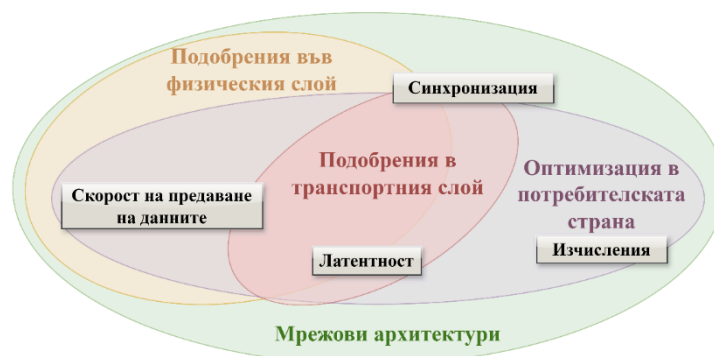 Подобрения във
физическия слой
Синхронизация
Подобрения в
транспортния слой
Оптимизация в
потребителската
страна
Скорост на предаване
на данните
Изчисления
Латентност
Мрежови архитектури